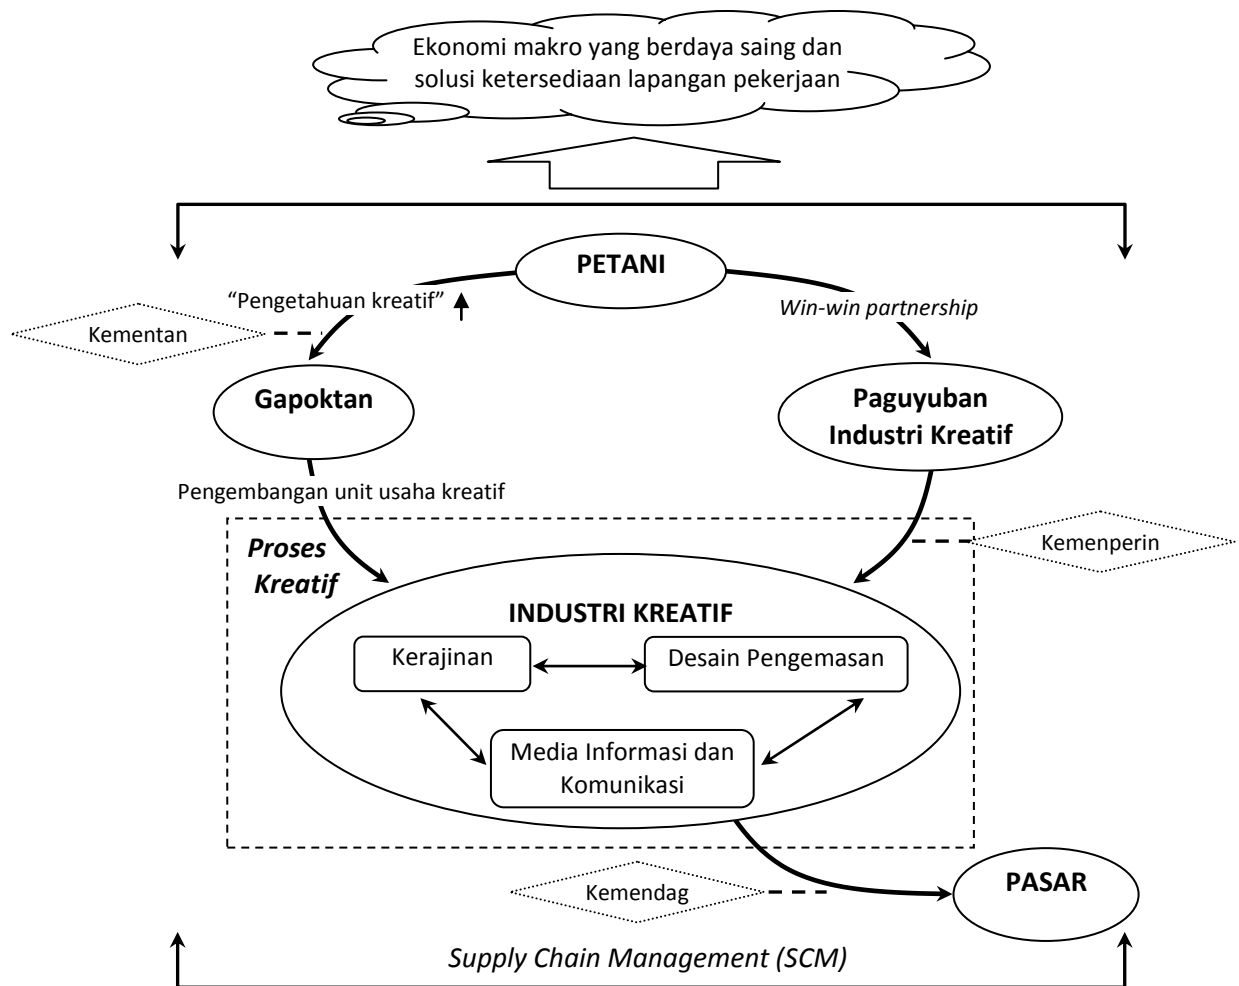 Ekonomi makro yang berdaya saing dan
solusi ketersediaan lapangan pekerjaan
PETANI
“Pengetahuan kreatif”
Win-win partnership
Kementan
Gapoktan
Paguyuban
Industri Kreatif
Pengembangan unit usaha kreatif
Proses
Kreatif
Kemenperin
INDUSTRI KREATIF
Kerajinan
Desain Pengemasan
Media Informasi dan
Komunikasi
PASAR
Kemendag
Supply Chain Management (SCM)